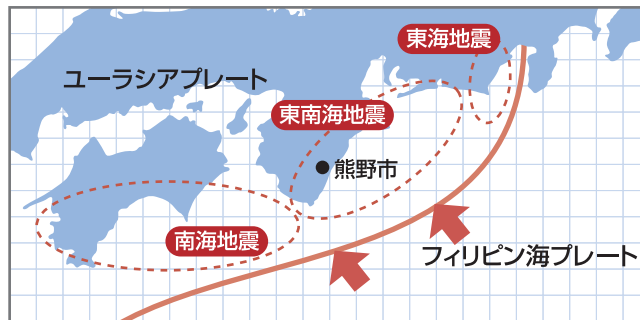 東海地震
ユーラシアプレート
東南海地震
熊野市
南海地震
フィリピン海プレート